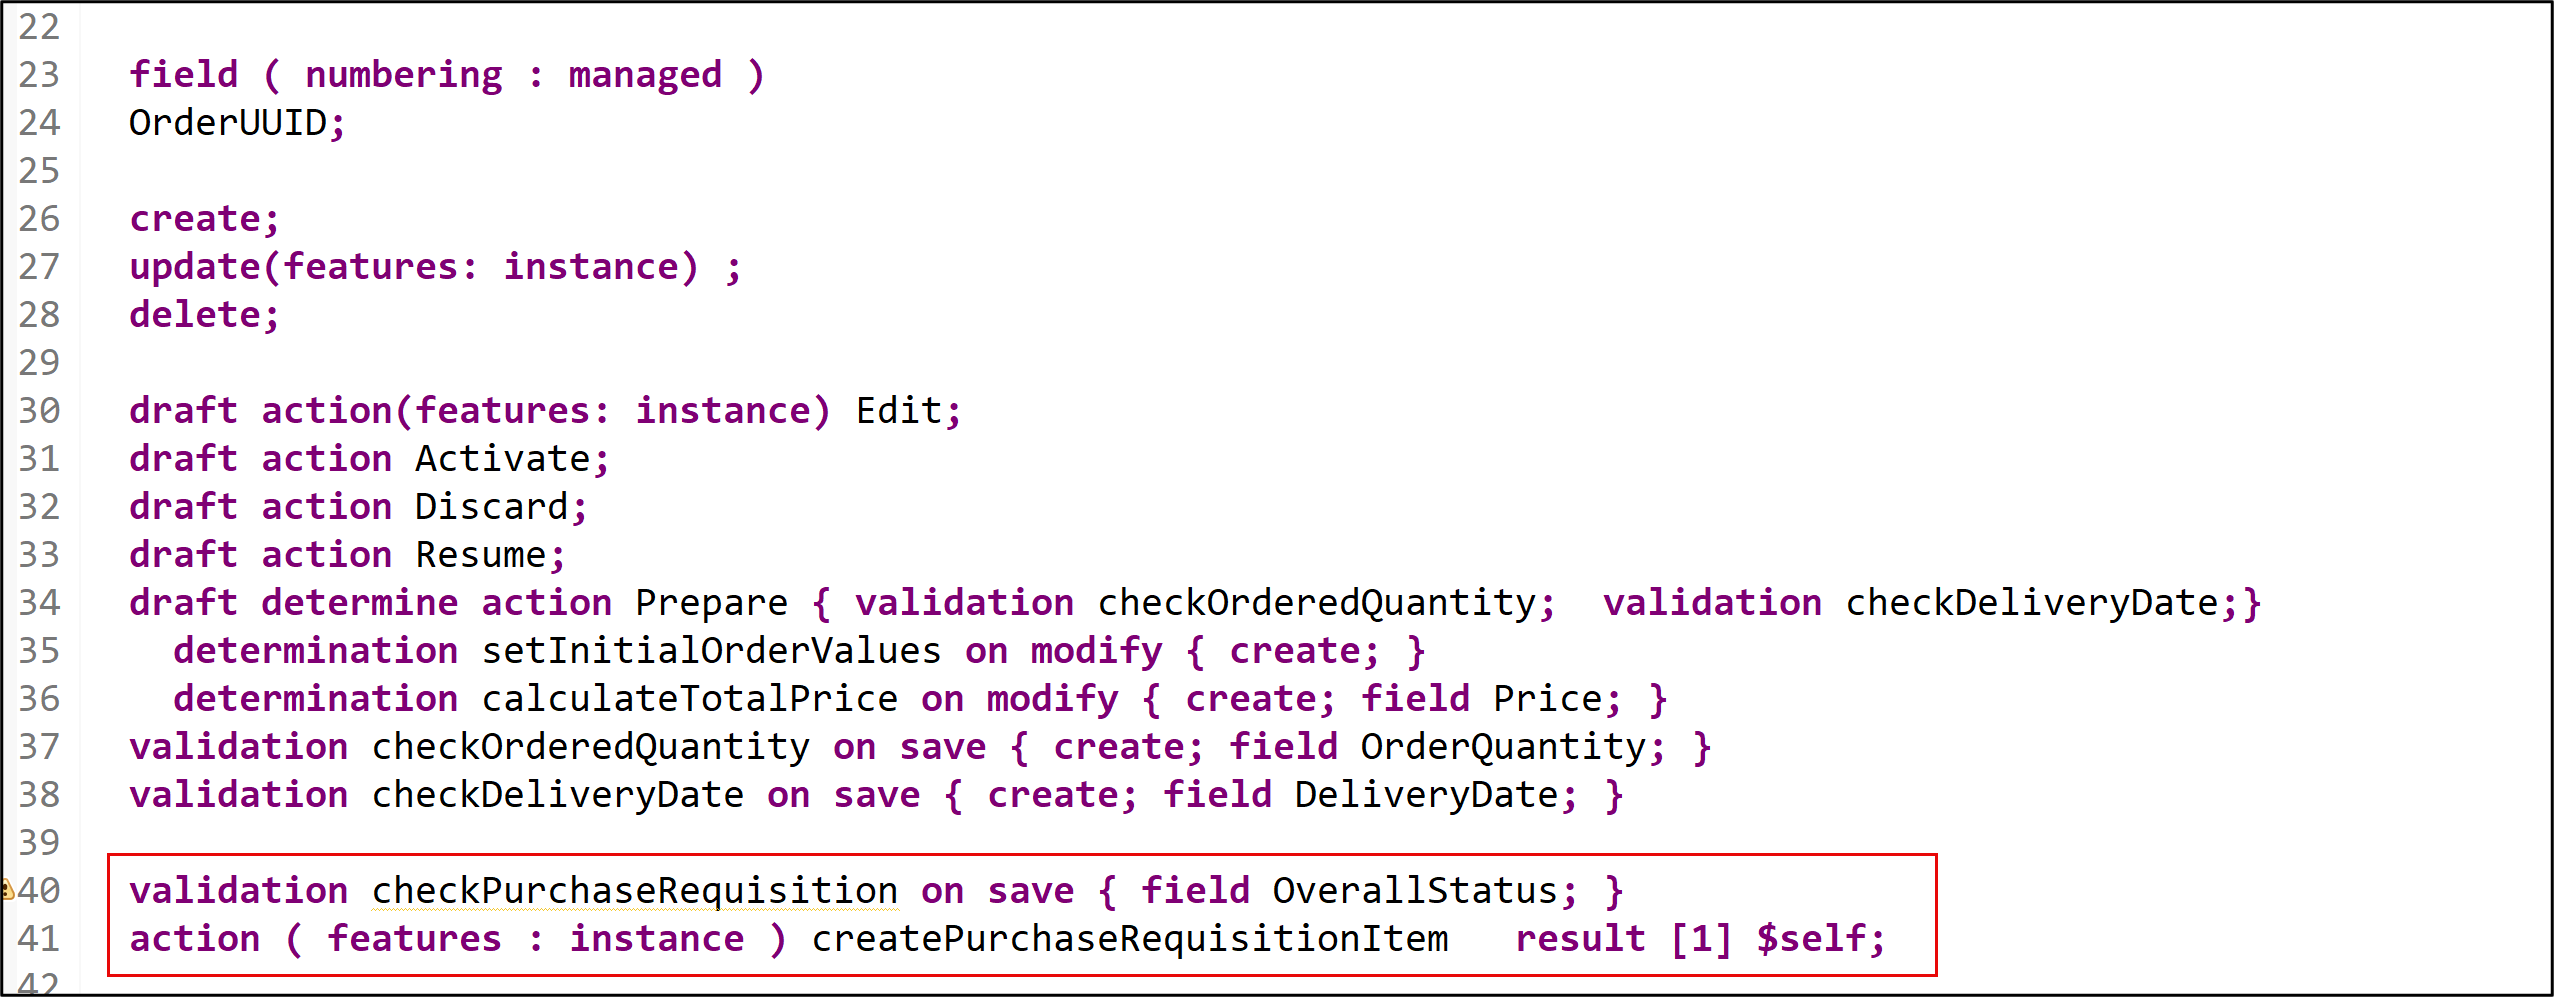 22
23 field ( numbering : managed )
24 OrderUUID;
25
26 create;
27 update(features: instance) ;
28 delete;
29
30 draft action(features: instance) Edit;
31 draft action Activate;
32 draft action Discard;
33 draft action Resume;
34 draft determine action Prepare { validation checkOrderedQuantity;  validation checkDeliveryDate;}
35   determination setInitialOrderValues on modify { create; }
36   determination calculateTotalPrice on modify { create; field Price; }
37 validation checkOrderedQuantity on save { create; field OrderQuantity; }
38 validation checkDeliveryDate on save { create; field DeliveryDate; }
39
40 validation checkPurchaseRequisition on save { field OverallStatus; }
41 action ( features : instance ) createPurchaseRequisitionItem   result [1] $self;
42